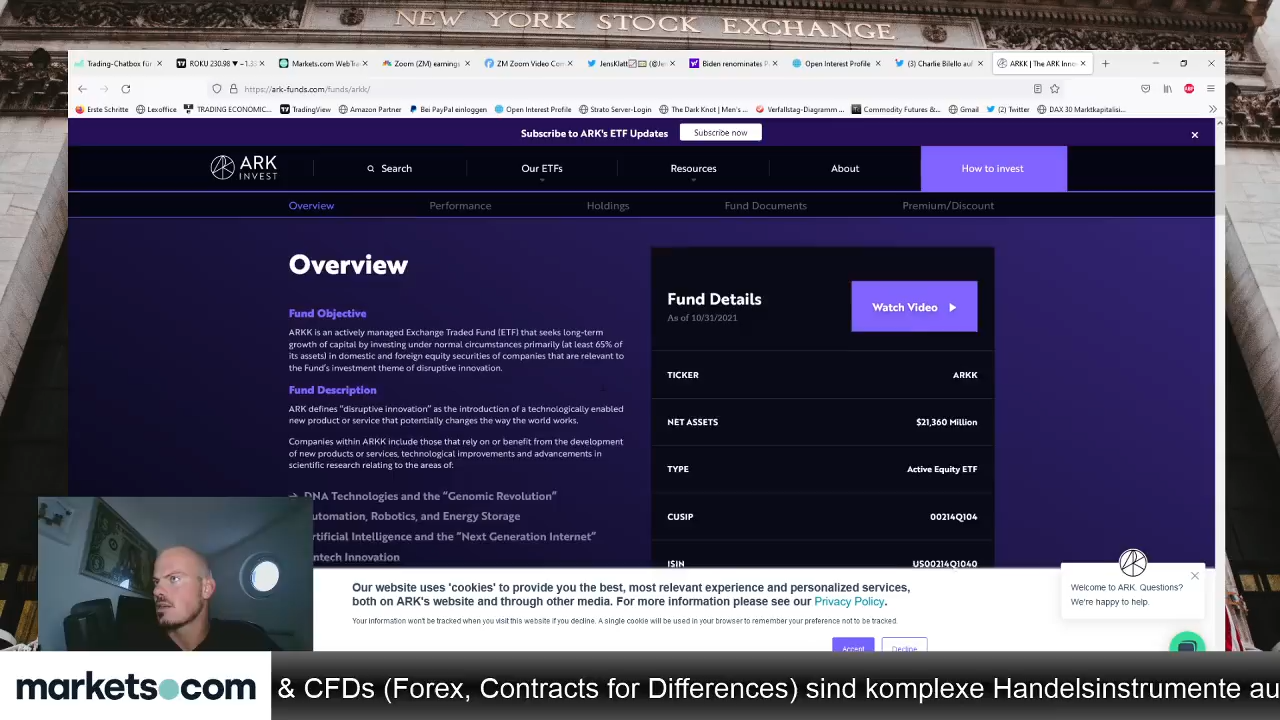 NEW YORK STOCK EXCHANGE
Trading-Chatbox für
ROKU 230.98 ▼ −1.33
Markets.com WebTra
Zoom (ZM) earnings
ZM Zoom Video Com
JensKlatt
Biden renominates P
Open Interest Profile
(3) Charlie Bilello auf
ARKK | The ARK Inno
https://ark-funds.com/funds/arkk/
Erste Schritte
Lexoffice
TRADING ECONOMIC
TradingView
Amazon Partner
Bei PayPal einloggen
Open Interest Profile
Strato Server-Login
The Dark Knot | Men's ...
Verfallstag-Diagramm ...
Commodity Futures &...
Gmail
(2) Twitter
DAX 30 Marktkapitalisi...
Subscribe to ARK's ETF Updates
Subscribe now
ARK
INVEST
Search
Our ETFs
Resources
About
How to invest
Overview
Performance
Holdings
Fund Documents
Premium/Discount
Overview
Fund Objective
ARKK is an actively managed Exchange Traded Fund (ETF) that seeks long-term
growth of capital by investing under normal circumstances primarily (at least 65% of
its assets) in domestic and foreign equity securities of companies that are relevant to
the Fund's investment theme of disruptive innovation.
Fund Description
ARK defines "disruptive innovation" as the introduction of a technologically enabled
new product or service that potentially changes the way the world works.
Companies within ARKK include those that rely on or benefit from the development
of new products or services, technological improvements and advancements in
scientific research relating to the areas of:
DNA Technologies and the "Genomic Revolution"
utomation, Robotics, and Energy Storage
rtificial Intelligence and the "Next Generation Internet"
ntech Innovation
Fund Details
As of 10/31/2021
Watch Video
TICKER ARKK
NET ASSETS $21,360 Million
TYPE Active Equity ETF
CUSIP 00214Q104
ISIN US00214Q1040
Our website uses 'cookies' to provide you the best, most relevant experience and personalized services,
both on ARK's website and through other media. For more information please see our Privacy Policy.
Your information won't be tracked when you visit this website if you decline. A single cookie will be used in your browser to remember your preference not to be tracked.
Accept
Decline
Welcome to ARK. Questions?
We're happy to help.
markets.com
& CFDs (Forex, Contracts for Differences) sind komplexe Handelsinstrumente au